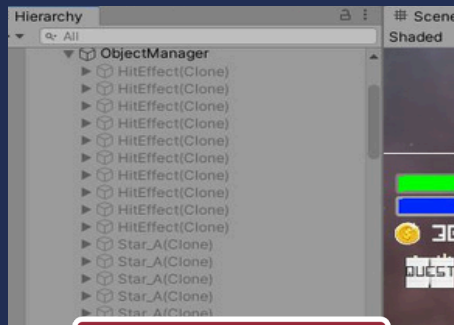 Hierarchy
# Scene
All
Shaded
ObjectManager
HitEffect(Clone)
HitEffect(Clone)
HitEffect(Clone)
HitEffect(Clone)
HitEffect(Clone)
HitEffect(Clone)
HitEffect(Clone)
HitEffect(Clone)
HitEffect(Clone)
HitEffect(Clone)
Star_A(Clone)
Star_A(Clone)
Star_A(Clone)
Star_A(Clone)
Star_A(Clone)
30
QUEST